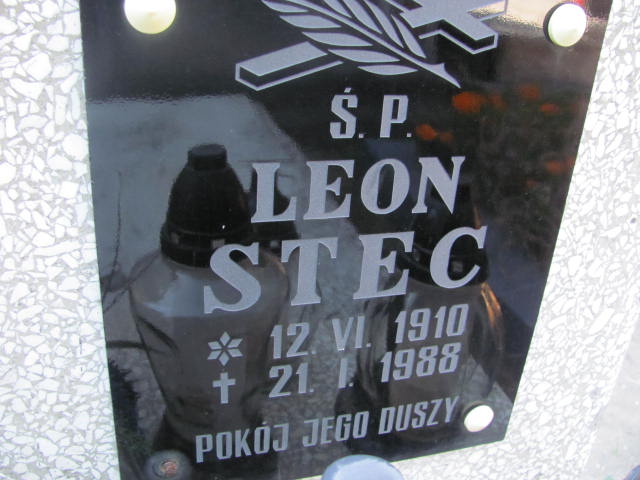 Ś. P.
LEON
STEC
12. VI. 1910
21. I. 1988
POKÓJ JEGO DUSZY